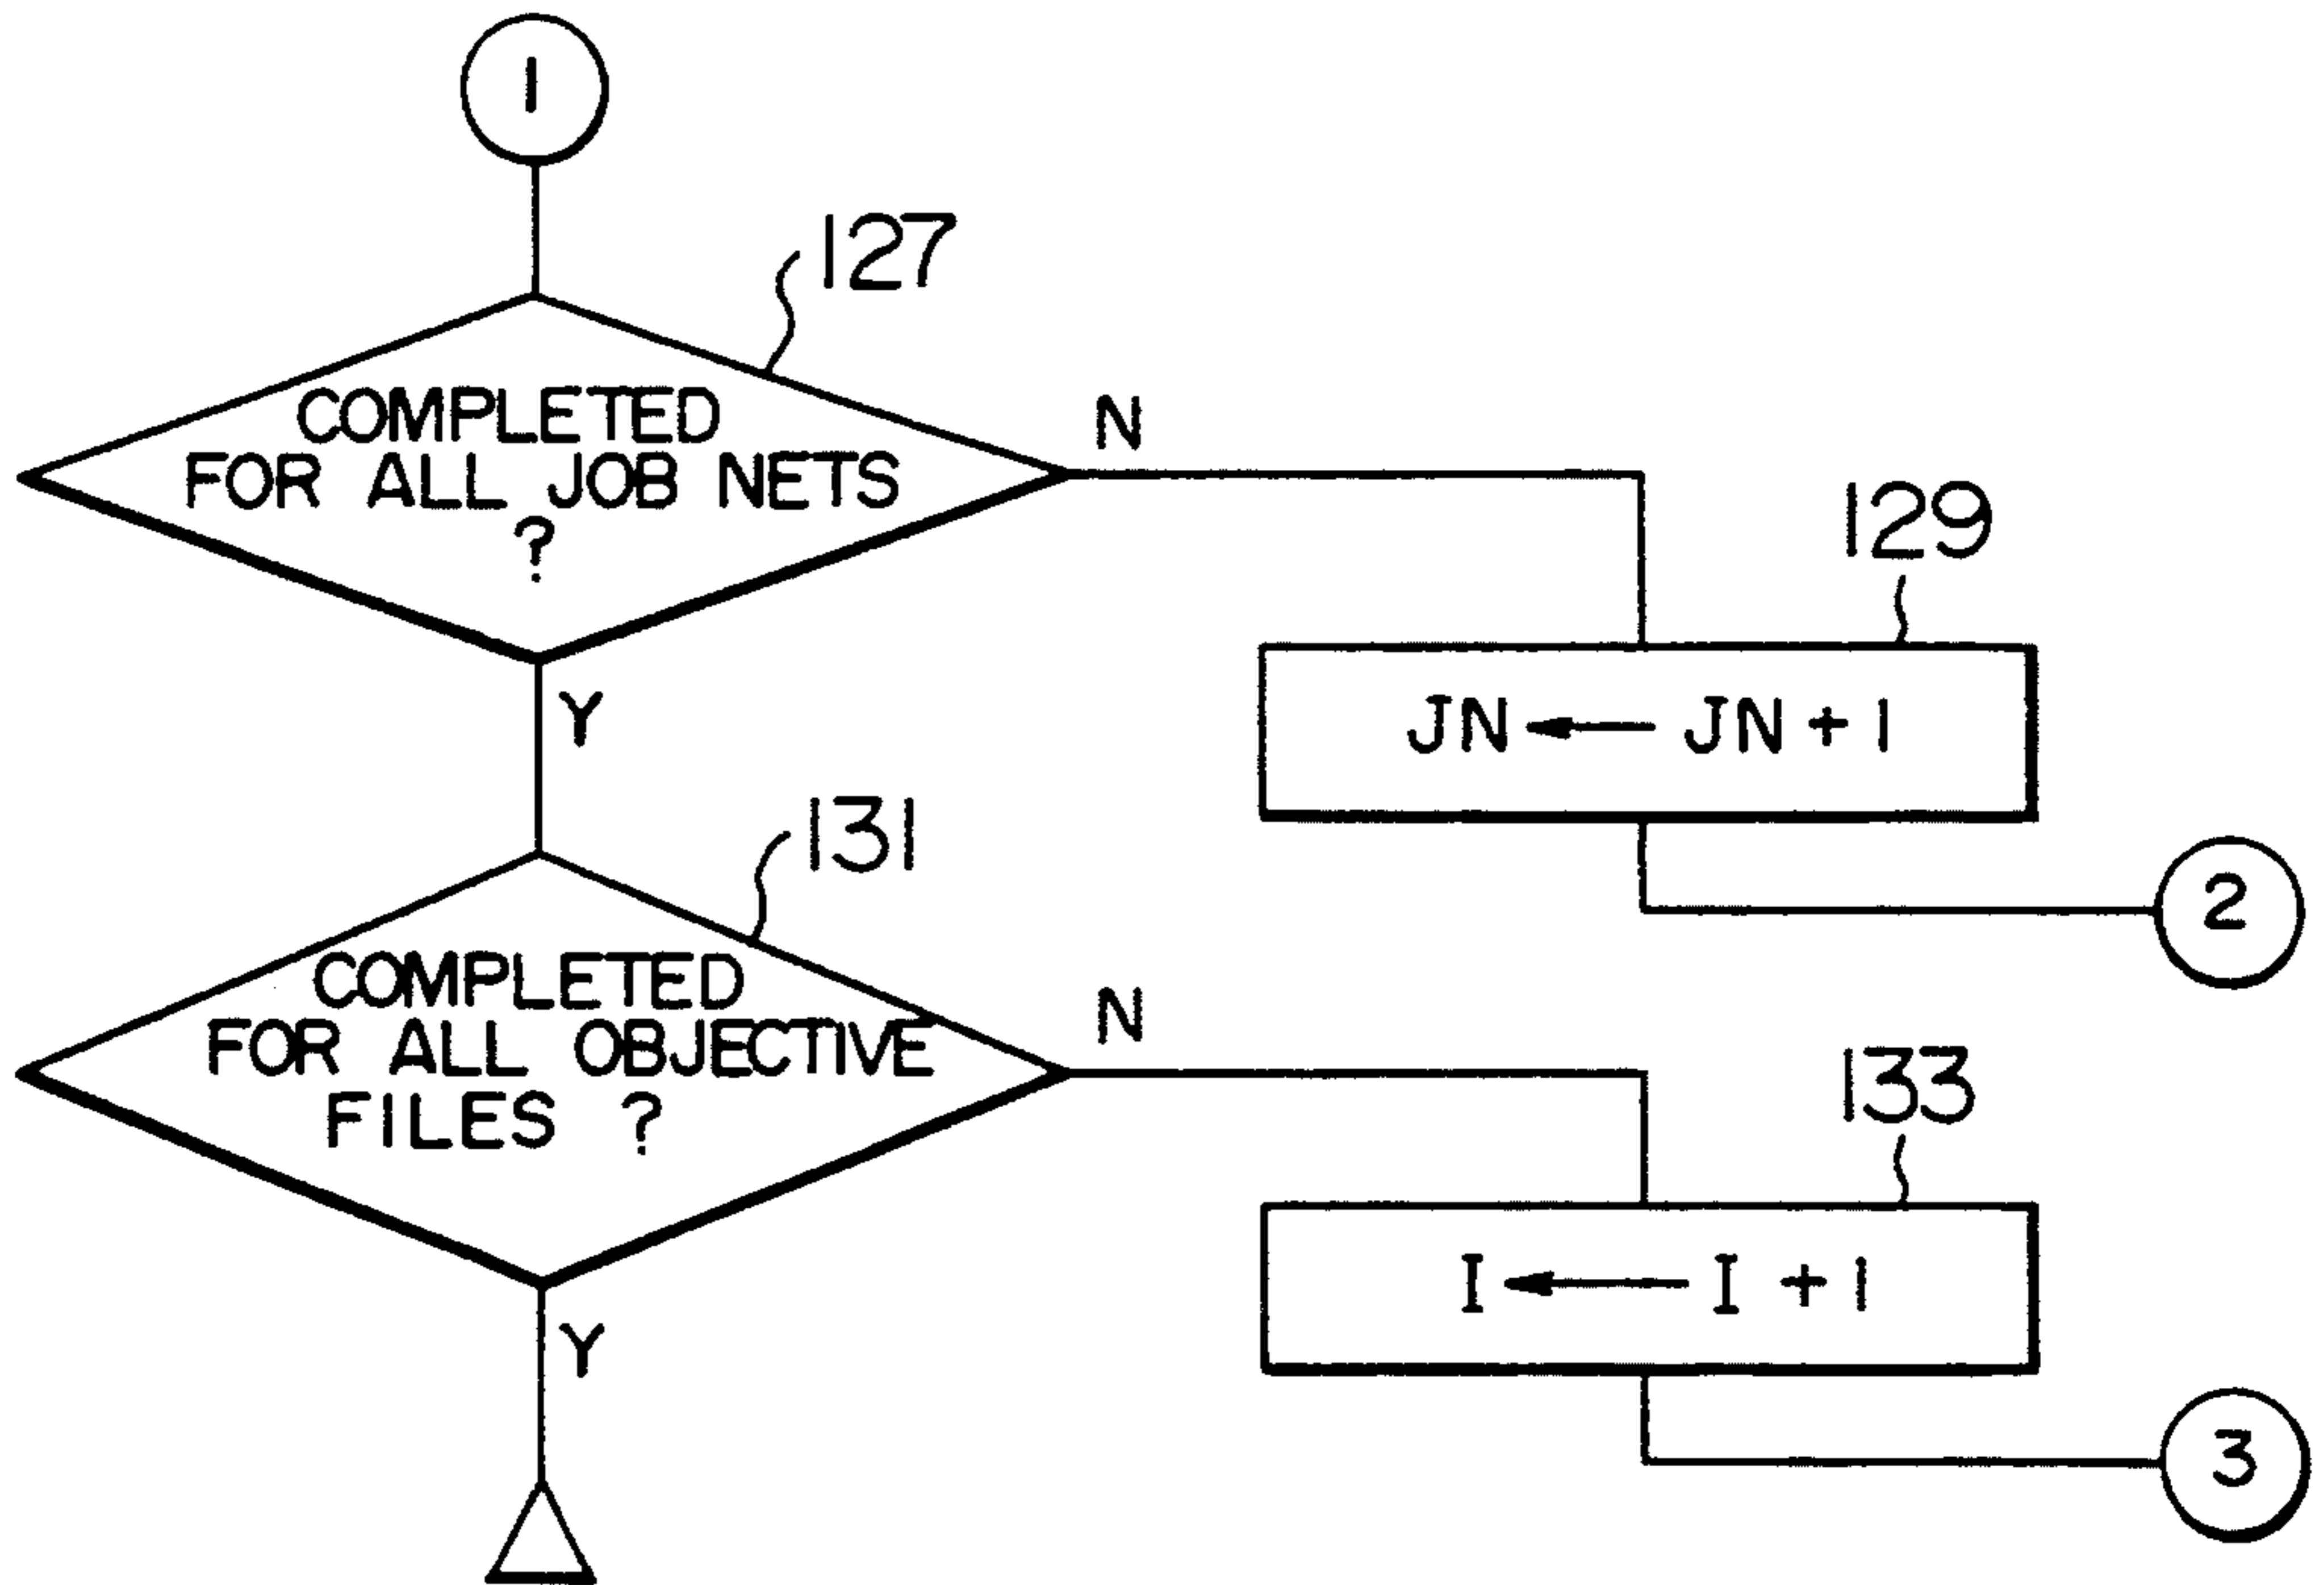 1
127
COMPLETED
FOR ALL JOB NETS
?
N
129
JN ← JN + 1
2
Y
131
COMPLETED
FOR ALL OBJECTIVE
FILES ?
N
133
I ← I + 1
3
Y